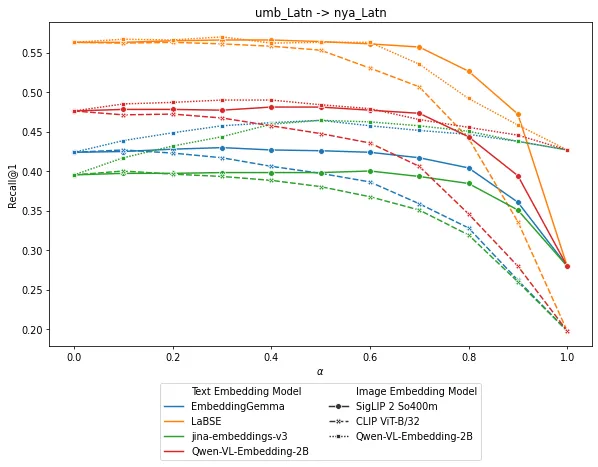 umb_Latn -> nya_Latn
Recall@1
0.55
0.50
0.45
0.40
0.35
0.30
0.25
0.20
0.0
0.2
0.4
0.6
0.8
1.0
α
Text Embedding Model
EmbeddingGemma
LaBSE
jina-embeddings-v3
Qwen-VL-Embedding-2B
Image Embedding Model
SigLIP 2 So400m
CLIP ViT-B/32
Qwen-VL-Embedding-2B